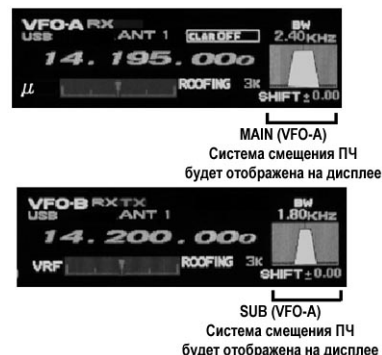 VFO-A RX
BW
USB
ANT 1
CLAR OFF
2.40KHz
14.195.000
μ
ROOFING 3K
SHIFT±0.00
MAIN (VFO-A)
Система смещения ПЧ
будет отображена на дисплее
VFO-B RXTX
BW
USB
ANT 1
1.80KHz
14.200.000
VRF
ROOFING 3K
SHIFT±0.00
SUB (VFO-A)
Система смещения ПЧ
будет отображена на дисплее